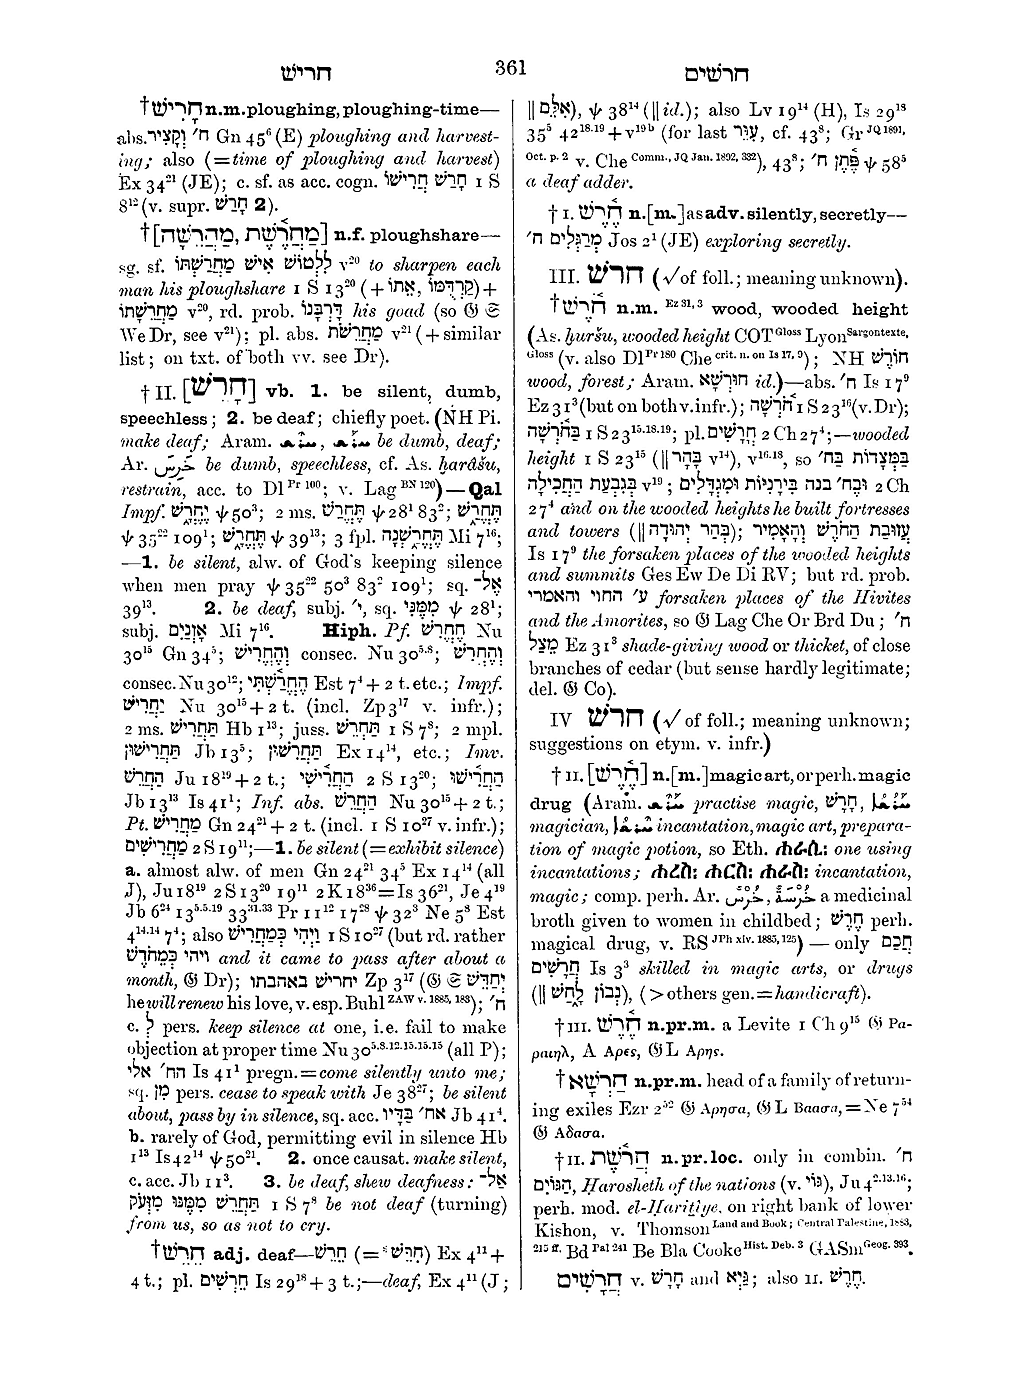 חריש 361 חרשׁים
†חָרִישׁ n.m. ploughing, ploughing-time—
abs. ח׳ וְקָצִיר Gn 45⁶ (E) ploughing and harvest-
ing; also (=time of ploughing and harvest)
Ex 34²¹ (JE); c. sf. as acc. cogn. חָרַשׁ חֲרִישׁוֹ 1 S
8¹² (v. supr. חָרַשׁ 2).
†[מַחֲרֶשֶׁת, מַחֲרֵשָׁה] n.f. ploughshare—
sg. sf. לִלְטוֹשׁ אִישׁ מַחֲרַשְׁתּוֹ v²⁰ to sharpen each
man his ploughshare 1 S 13²⁰ (+ אֵתוֹ, קַרְדֻּמּוֹ) +
מַחֲרֵשָׁתוֹ v²⁰, rd. prob. דָּרְבָנוֹ his goad (so 𝔊 𝔖
We Dr, see v²¹); pl. abs. מַחֲרֵשֹׁת v²¹ (+ similar
list; on txt. of both vv. see Dr).
†II. [חָרֵשׁ] vb. 1. be silent, dumb,
speechless; 2. be deaf; chiefly poet. (NH Pi.
make deaf; Aram. be dumb, deaf;
Ar. be dumb, speechless, cf. As. ḫarâšu,
restrain, acc. to Dl Pr 100; v. Lag BN 120)—Qal
Impf. יֶחֱרַשׁ ψ 50³; 2 ms. תֶּחֱרַשׁ ψ 28¹ 83²; תֶּחֱרַשׁ
ψ 35²² 109¹; תֶּחֱרַשׁ ψ 39¹³; 3 fpl. תֶּחֱרַשְׁנָה Mi 7¹⁶;
—1. be silent, alw. of God's keeping silence
when men pray ψ 35²² 50³ 83² 109¹; sq. אֶל־
39¹³. 2. be deaf, subj. י׳, sq. מִמֶּנִּי ψ 28¹;
subj. אָזְנַיִם Mi 7¹⁶. Hiph. Pf. הֶחֱרִשׁ Nu
30¹⁵ Gn 34⁵; וְהֶחֱרִישׁ consec. Nu 30⁵·⁸; וְהֶחֱרִשׁ
consec. Nu 30¹²; הֶחֱרַשְׁתִּי Est 7⁴ + 2 t. etc.; Impf.
יַחֲרִישׁ Nu 30¹⁵ + 2 t. (incl. Zp 3¹⁷ v. infr.);
2 ms. תַּחֲרִישׁ Hb 1¹³; juss. תַּחֲרֵשׁ 1 S 7⁸; 2 mpl.
תַּחֲרִישׁוּן Jb 13⁵; תַּחֲרִשׁוּן Ex 14¹⁴, etc.; Imv.
הַחֲרֵשׁ Ju 18¹⁹ + 2 t.; הַחֲרִישִׁי 2 S 13²⁰; הַחֲרִישׁוּ
Jb 13¹³ Is 41¹; Inf. abs. הַחֲרֵשׁ Nu 30¹⁵ + 2 t.;
Pt. מַחֲרִישׁ Gn 24²¹ + 2 t. (incl. 1 S 10²⁷ v. infr.);
מַחֲרִישִׁים 2 S 19¹¹;—1. be silent (=exhibit silence)
a. almost alw. of men Gn 24²¹ 34⁵ Ex 14¹⁴ (all
J), Ju 18¹⁹ 2 S 13²⁰ 19¹¹ 2 K 18³⁶ = Is 36²¹, Je 4¹⁹
Jb 6²⁴ 13⁵·⁵·¹⁹ 33³¹·³³ Pr 11¹² 17²⁸ ψ 32³ Ne 5⁸ Est
4¹⁴·¹⁴ 7⁴; also וַיְהִי כְּמַחֲרִישׁ 1 S 10²⁷ (but rd. rather
ויהי כְּמֵחֹדֶשׁ and it came to pass after about a
month, 𝔊 Dr); יחריש באהבתו Zp 3¹⁷ (𝔊 𝔖 יְחַדֵּשׁ
he will renew his love, v. esp. Buhl ZAW v. 1885, 183); ח׳
c. לְ pers. keep silence at one, i.e. fail to make
objection at proper time Nu 30⁵·⁸·¹²·¹⁵·¹⁵·¹⁵ (all P);
הח׳ אלי Is 41¹ pregn. = come silently unto me;
sq. מִן pers. cease to speak with Je 38²⁷; be silent
about, pass by in silence, sq. acc. אח׳ בַּדָּיו Jb 41⁴.
b. rarely of God, permitting evil in silence Hb
1¹³ Is 42¹⁴ ψ 50²¹. 2. once causat. make silent,
c. acc. Jb 11³. 3. be deaf, shew deafness: אַל־
תַּחֲרֵשׁ מִמֶּנּוּ מִזְּעֹק 1 S 7⁸ be not deaf (turning)
from us, so as not to cry.
†חֵרֵשׁ adj. deaf—חֵרֵשׁ (=חֵרֵּשׁ) Ex 4¹¹ +
4 t.; pl. חֵרְשִׁים Is 29¹⁸ + 3 t.;—deaf, Ex 4¹¹ (J;
‖ אִלֵּם), ψ 38¹⁴ (‖ id.); also Lv 19¹⁴ (H), Is 29¹⁸
35⁵ 42¹⁸·¹⁹ + v¹⁹ᵇ (for last עִוֵּר, cf. 43⁸; Gr JQ 1891,
Oct. p. 2 v. Che Comm., JQ Jan. 1892, 332), 43⁸; פֶּתֶן ח׳ ψ 58⁵
a deaf adder.
†I. חֶרֶשׁ n.[m.] as adv. silently, secretly—
מְרַגְּלִים ח׳ Jos 2¹ (JE) exploring secretly.
III. חרשׁ (√ of foll.; meaning unknown).
†חֹרֶשׁ n.m. Ez 31, 3 wood, wooded height
(As. ḫuršu, wooded height COT Gloss Lyon Sargontexte,
Gloss (v. also Dl Pr 180 Che crit. n. on Is 17, 9); NH חוֹרֶשׁ
wood, forest; Aram. חוּרְשָׁא id.)—abs. ח׳ Is 17⁹
Ez 31³ (but on both v. infr.); חֹרְשָׁה 1 S 23¹⁶ (v. Dr);
בַּחֹרְשָׁה 1 S 23¹⁵·¹⁸·¹⁹; pl. חֳרָשִׁים 2 Ch 27⁴;—wooded
height 1 S 23¹⁵ (‖ בָּהָר v¹⁴), v¹⁶·¹⁸, so בַּמְּצָדוֹת בַּח׳
בְּגִבְעַת הַחֲכִילָה v¹⁹; וּבֶח׳ בנה בִּירָנִיּוֹת וּמִגְדָּלִים 2 Ch
27⁴ and on the wooded heights he built fortresses
and towers (‖ בְּהַר יְהוּדָה); עֲזוּבַת הַחֹרֶשׁ וְהָאָמִיר
Is 17⁹ the forsaken places of the wooded heights
and summits Ges Ew De Di RV; but rd. prob.
ע׳ החוי והאמרי forsaken places of the Hivites
and the Amorites, so 𝔊 Lag Che Or Brd Du; ח׳
מֵצַל Ez 31³ shade-giving wood or thicket, of close
branches of cedar (but sense hardly legitimate;
del. 𝔊 Co).
IV חרשׁ (√ of foll.; meaning unknown;
suggestions on etym. v. infr.)
†II. [חֶרֶשׁ] n.[m.] magic art, or perh. magic
drug (Aram. practise magic, חָרָשׁ,
magician, incantation, magic art, prepara-
tion of magic potion, so Eth. one using
incantations; incantation,
magic; comp. perh. Ar. a medicinal
broth given to women in childbed; חֶרֶשׁ perh.
magical drug, v. RS JPh xiv. 1885, 125)—only חֲכַם
חֲרָשִׁים Is 3³ skilled in magic arts, or drugs
(‖ נְבוֹן לָחַשׁ), (> others gen. = handicraft).
†III. חֶרֶשׁ n.pr.m. a Levite 1 Ch 9¹⁵ 𝔊 Ρα-
ραιηλ, A Αρες, 𝔊L Αρης.
†חַרְשָׁא n.pr.m. head of a family of return-
ing exiles Ezr 2⁵² 𝔊 Αρησα, 𝔊L Βαασα, = Ne 7⁵⁴
𝔊 Αδασα.
†II. חֲרֹשֶׁת n.pr.loc. only in combin. ח׳
הַגּוֹיִם, Harosheth of the nations (v. גּוֹי), Ju 4²·¹³·¹⁶;
perh. mod. el-Ḥaritîye, on right bank of lower
Kishon, v. Thomson Land and Book; Central Palestine, 1883,
215 ff. Bd Pal 241 Be Bla Cooke Hist. Deb. 3 GASm Geog. 393.
חֲרָשִׁים v. חָרָשׁ and גַּיְא; also II. חֶרֶשׁ.